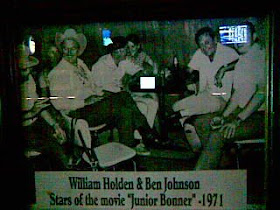 William Holden & Ben Johnson
Stars of the movie "Junior Bonner" -1971